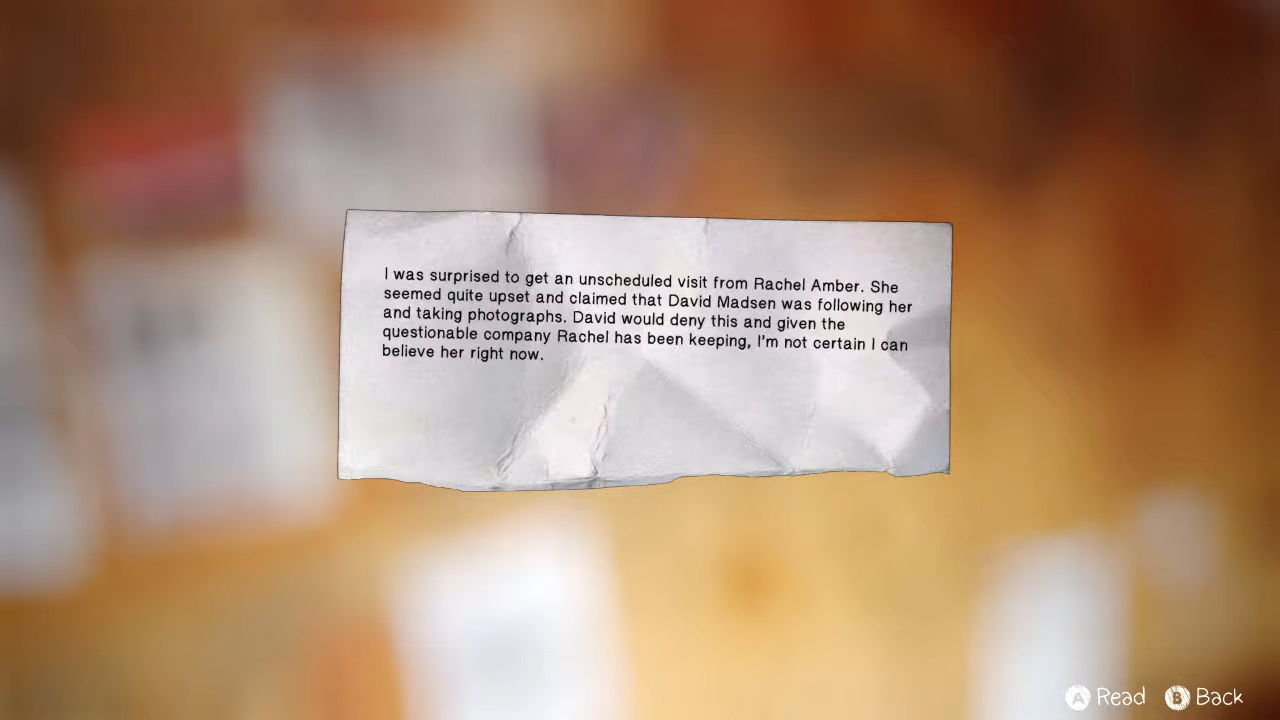 I was surprised to get an unscheduled visit from Rachel Amber. She
seemed quite upset and claimed that David Madsen was following her
and taking photographs. David would deny this and given the
questionable company Rachel has been keeping, I'm not certain I can
believe her right now.
A Read B Back